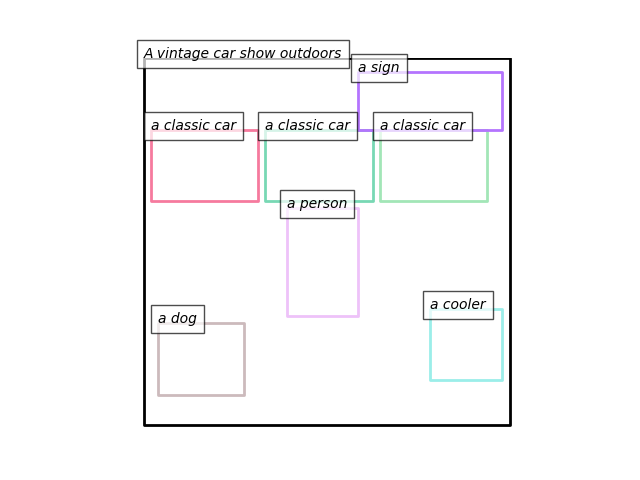 A vintage car show outdoors
a sign
a classic car
a classic car
a classic car
a person
a cooler
a dog